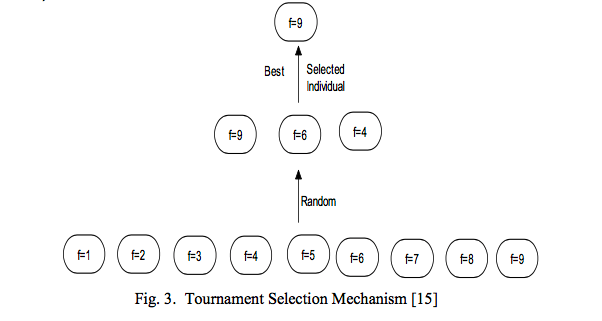 f=9
Best
Selected
Individual
f=9
f=6
f=4
Random
f=1
f=2
f=3
f=4
f=5
f=6
f=7
f=8
f=9
Fig. 3. Tournament Selection Mechanism [15]